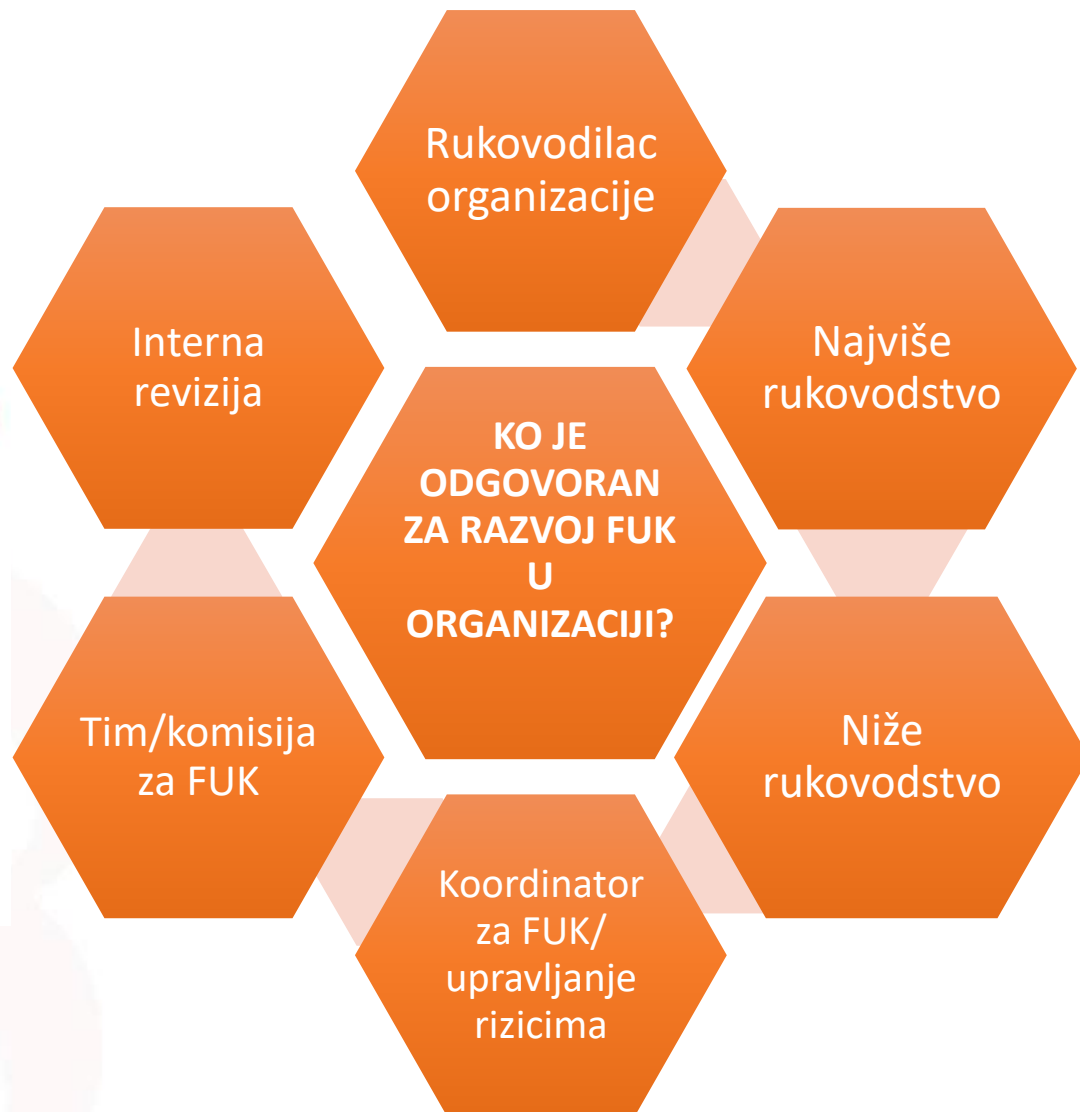 Rukovodilac
organizacije
Najviše
rukovodstvo
Niže
rukovodstvo
Koordinator
za FUK/
upravljanje
rizicima
Tim/komisija
za FUK
Interna
revizija
KO JE
ODGOVORAN
ZA RAZVOJ FUK
U
ORGANIZACIJI?